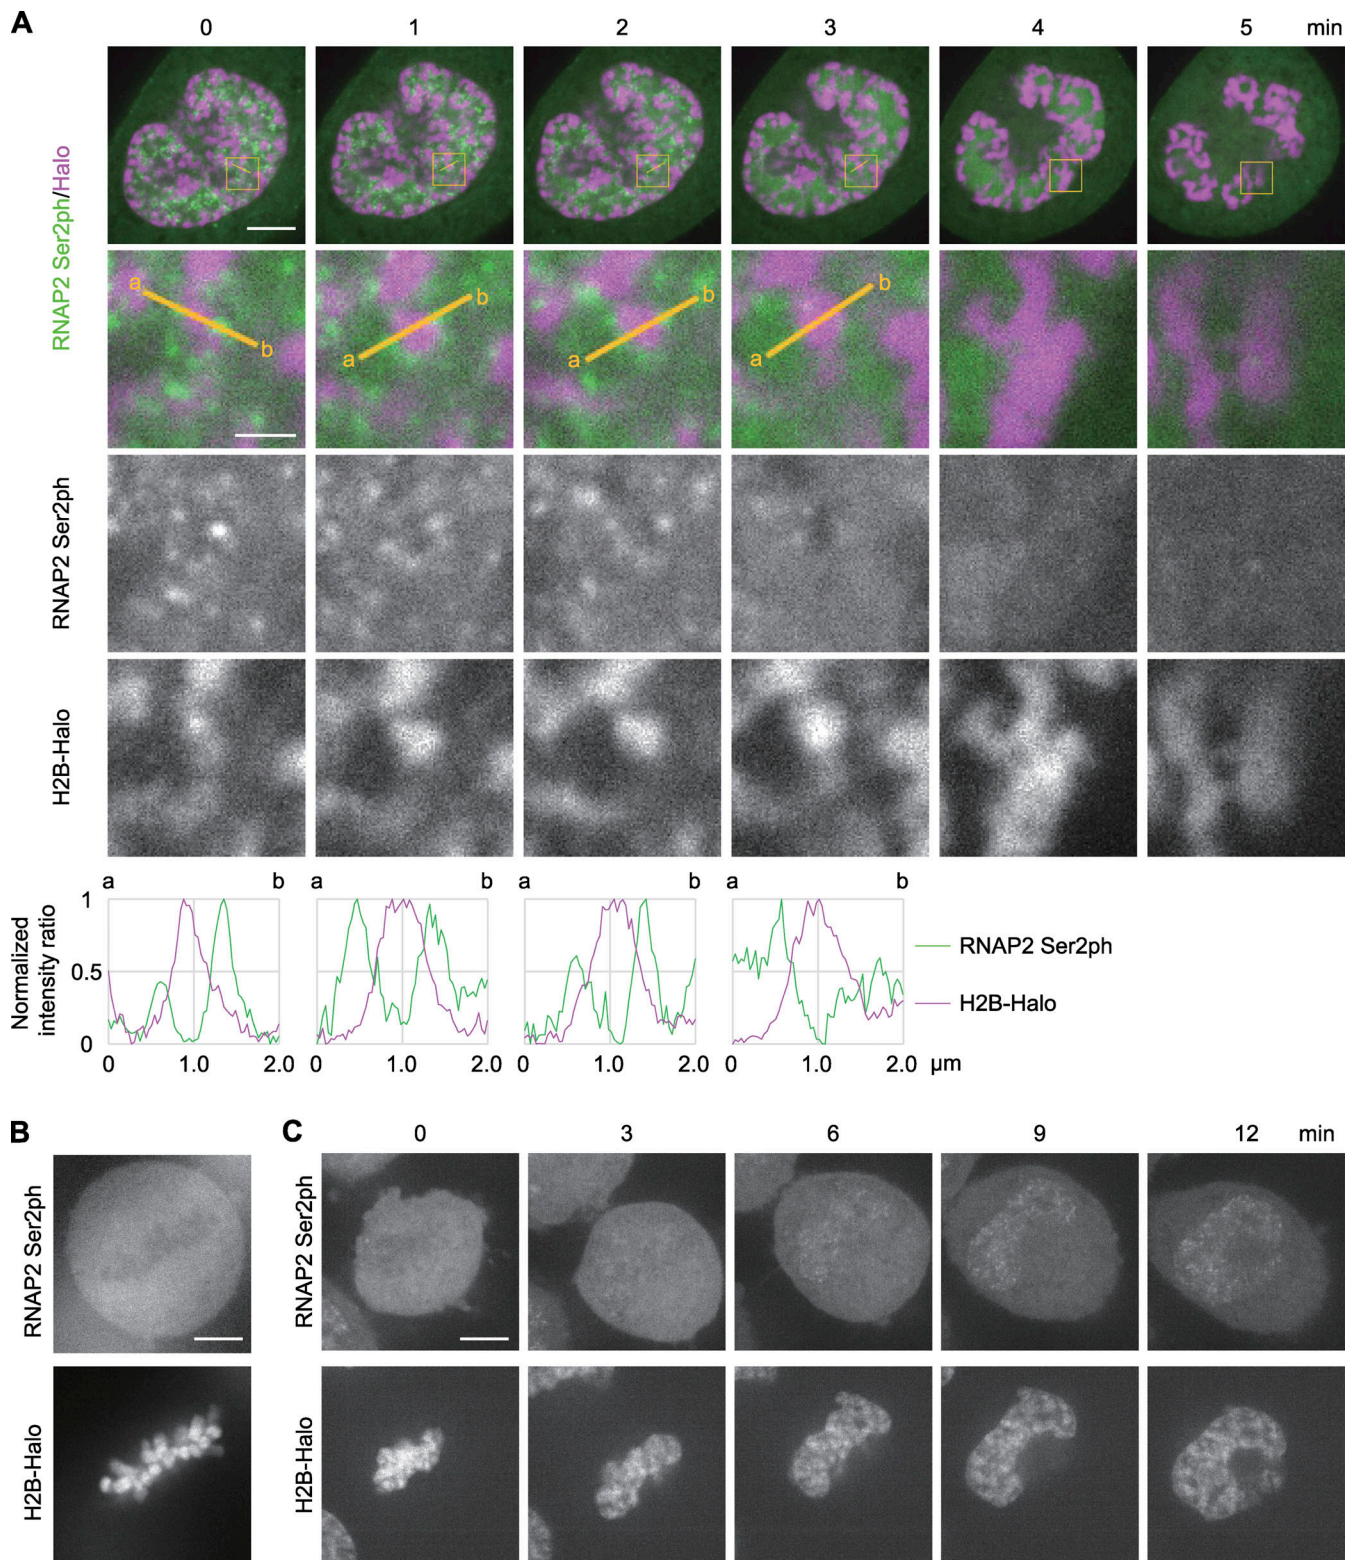 A
0 1 2 3 4 5 min
RNAP2 Ser2ph/Halo
a b
a b
a b
a b
RNAP2 Ser2ph
H2B-Halo
a b a b a b a b
Normalized
intensity ratio
1
0.5
0
RNAP2 Ser2ph
H2B-Halo
0 1.0 2.0 0 1.0 2.0 0 1.0 2.0 0 1.0 2.0 µm
B
C
0 3 6 9 12 min
RNAP2 Ser2ph
RNAP2 Ser2ph
H2B-Halo
H2B-Halo